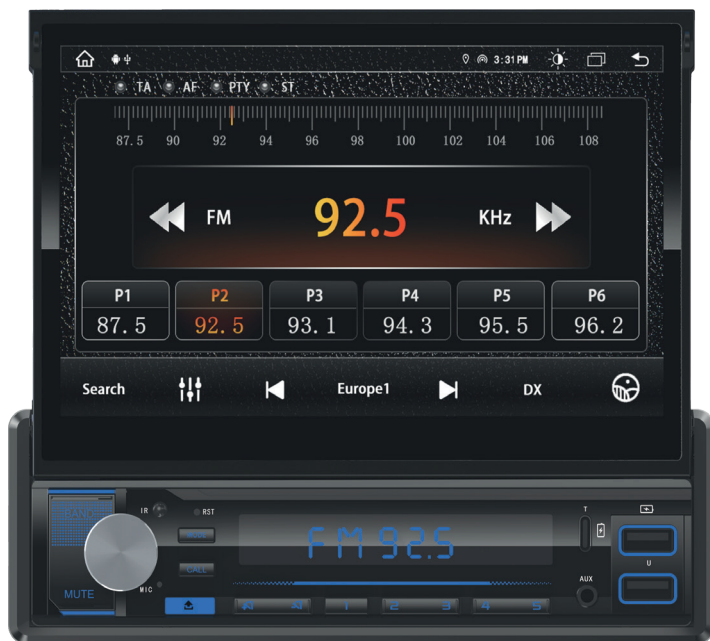 3:31 PM
TA AF PTY ST
87.5 90 92 94 96 98 100 102 104 106 108
FM 92.5 KHz
P1 P2 P3 P4 P5 P6
87.5 92.5 93.1 94.3 95.5 96.2
Search Europe1 DX
BAND IR RST T
MODE FM 92.5
U
CALL
MIC AUX
MUTE
1 2 3 4 5